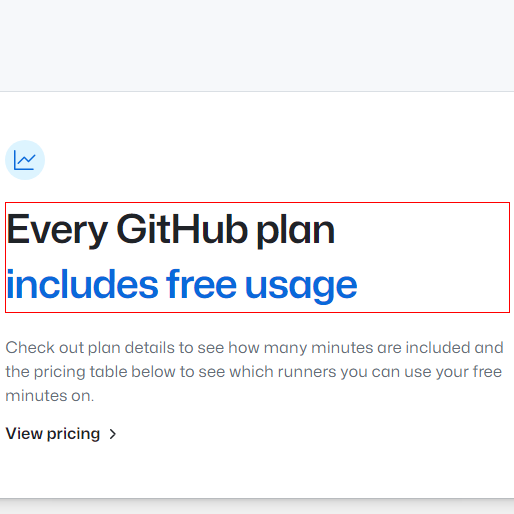 Every GitHub plan
includes free usage
Check out plan details to see how many minutes are included and
the pricing table below to see which runners you can use your free
minutes on.
View pricing